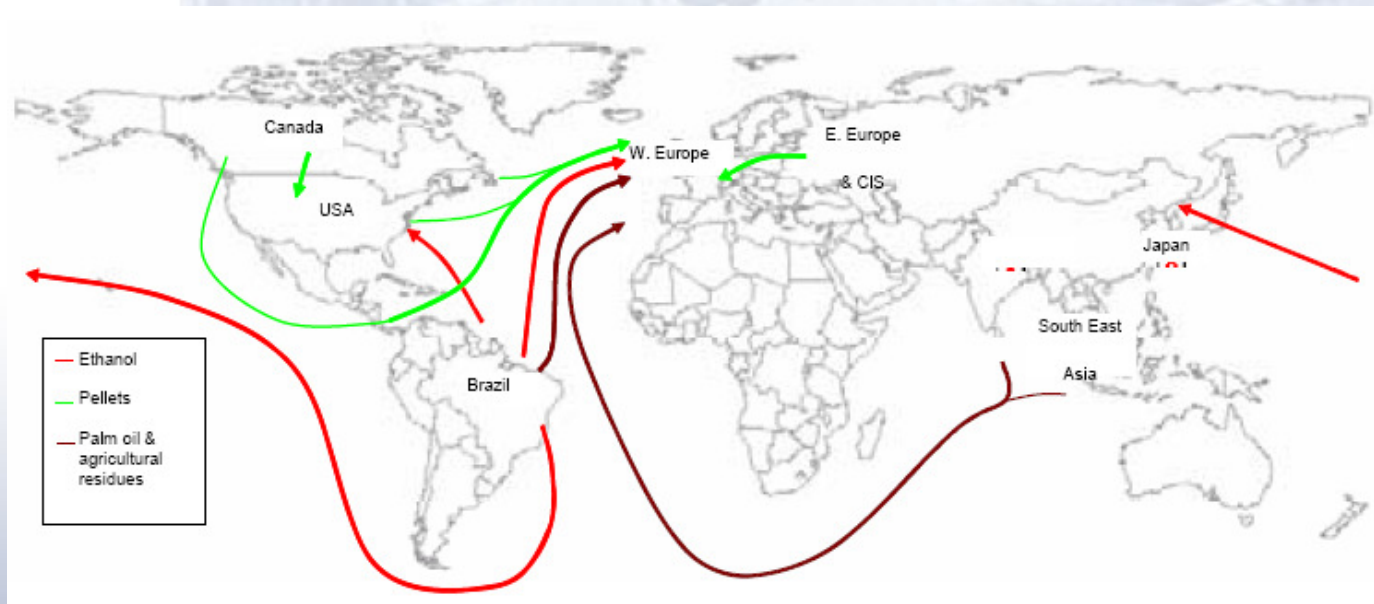 Canada
E. Europe
W. Europe
& CIS
USA
Japan
South East
Asia
Brazil
Ethanol
Pellets
Palm oil &
agricultural
residues